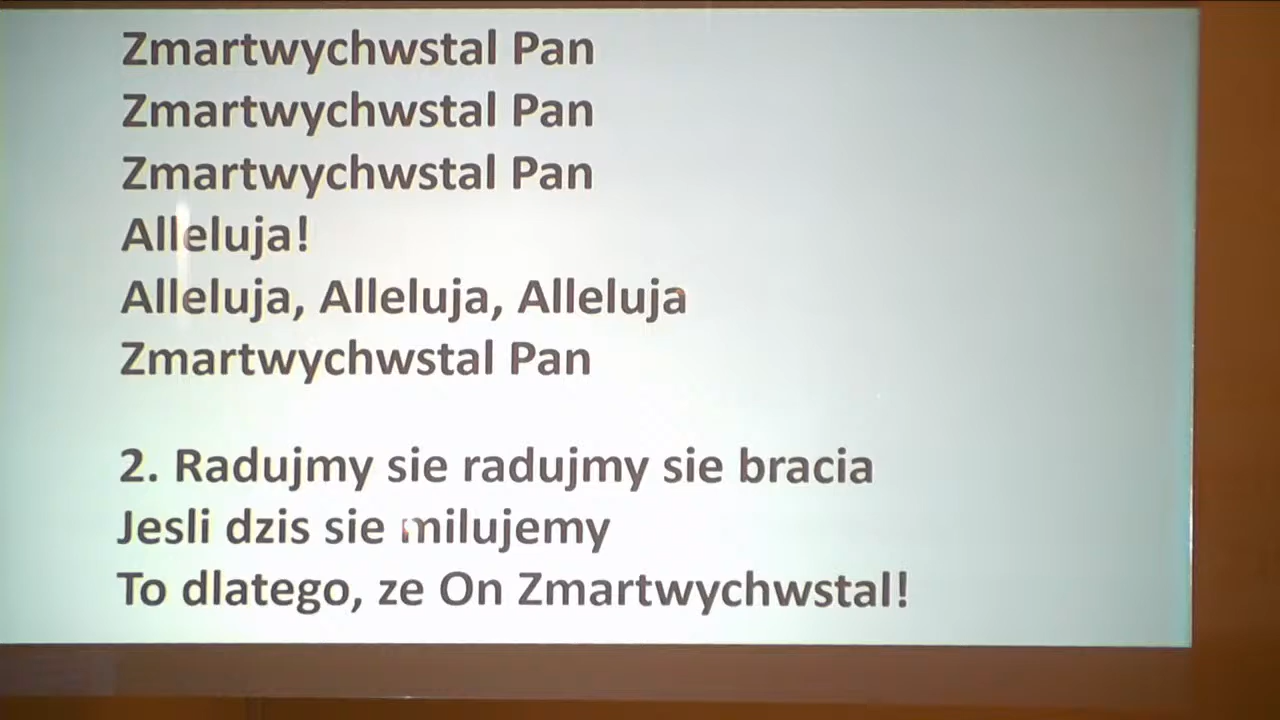 Zmartwychwstal Pan
Zmartwychwstal Pan
Zmartwychwstal Pan
Alleluja!
Alleluja, Alleluja, Alleluja
Zmartwychwstal Pan
2. Radujmy sie radujmy sie bracia
Jesli dzis sie milujemy
To dlatego, ze On Zmartwychwstal!